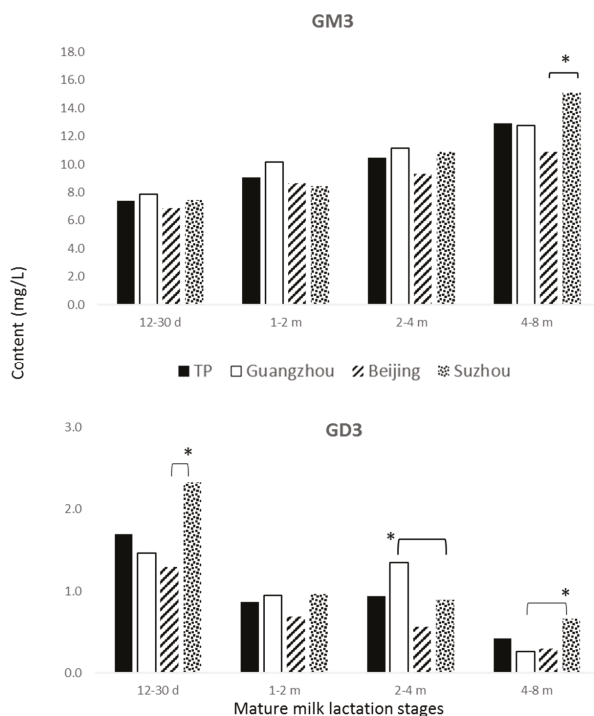 GM3
18.0
*
16.0
14.0
12.0
10.0
8.0
6.0
4.0
2.0
0.0
12-30 d 1-2 m 2-4 m 4-8 m
Content (mg/L)
TP Guangzhou Beijing Suzhou
GD3
3.0
*
2.0
*
1.0
*
0.0
12-30 d 1-2 m 2-4 m 4-8 m
Mature milk lactation stages